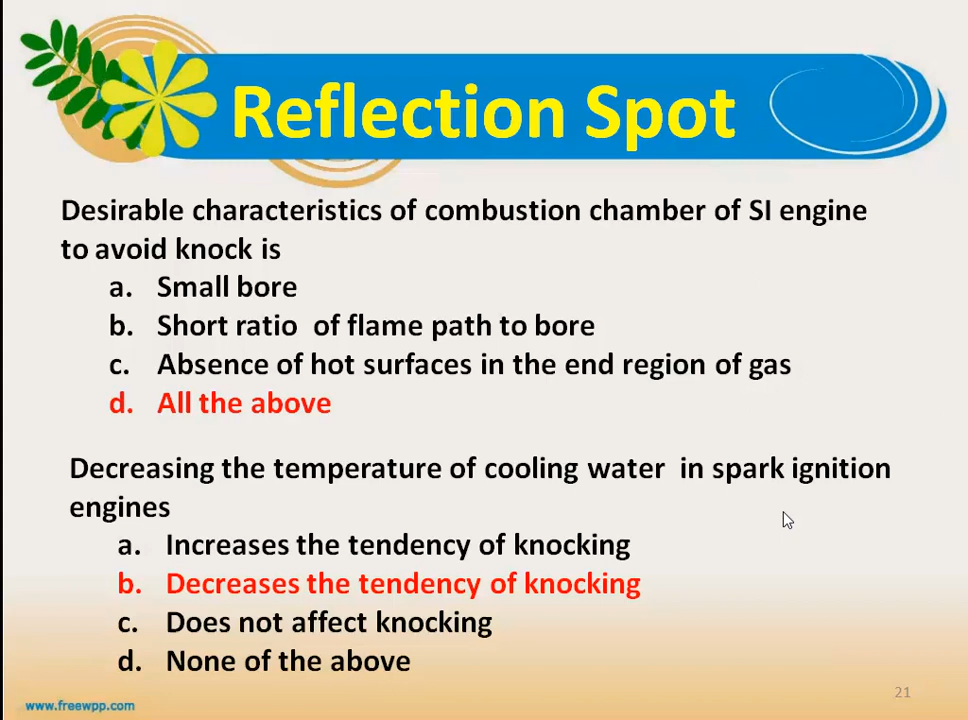 Reflection Spot
Desirable characteristics of combustion chamber of SI engine
to avoid knock is
a. Small bore
b. Short ratio of flame path to bore
c. Absence of hot surfaces in the end region of gas
d. All the above
Decreasing the temperature of cooling water in spark ignition
engines
a. Increases the tendency of knocking
b. Decreases the tendency of knocking
c. Does not affect knocking
d. None of the above
21
www.freewpp.com